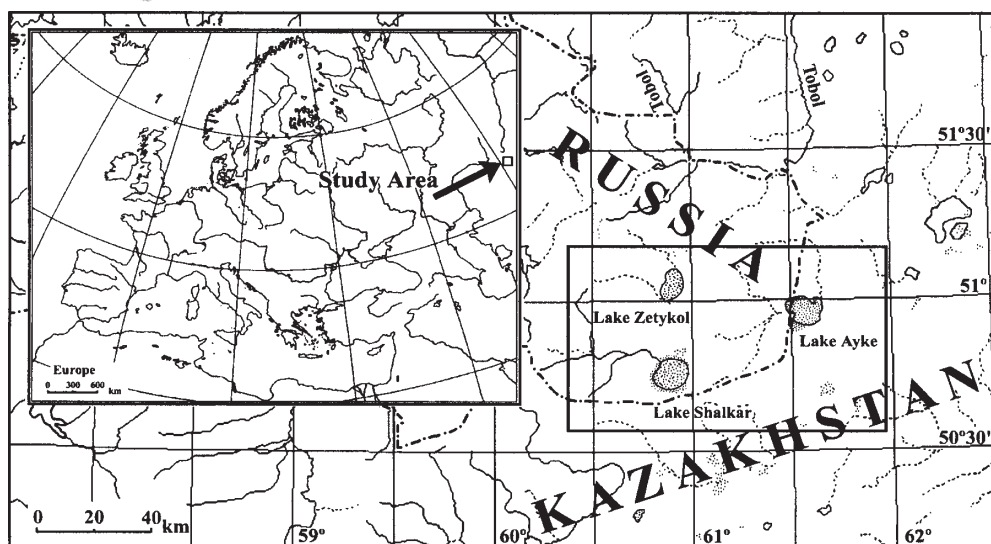 Tobol
Tobol
51°30'
RUSSIA
Study Area
51°
Lake Zetykol
Lake Ayke
Europe
0 300 600
km
Lake Shalkar
KAZAKHSTAN
50°30'
0 20 40
km
59°
60°
61°
62°